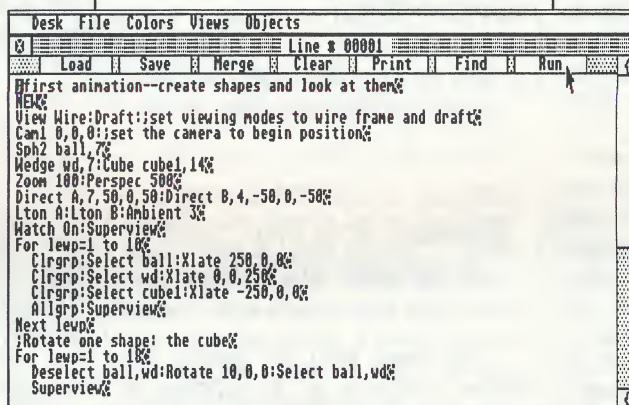 Desk File Colors Views Objects
Line # 00001
Load Save Merge Clear Print Find Run
;first animation--create shapes and look at them
NEW
View Wire:Draft:;set viewing modes to wire frame and draft
Cam1 0,0,0:;set the camera to begin position
Sph2 ball,7
Wedge wd,7:Cube cube1,14
Zoom 100:Perspec 500
Direct A,7,50,0,50:Direct B,4,-50,0,-50
Lton A:Lton B:Ambient 3
Watch On:Superview
For lewp=1 to 10
Clrgrp:Select ball:Xlate 250,0,0
Clrgrp:Select wd:Xlate 0,0,250
Clrgrp:Select cube1:Xlate -250,0,0
Allgrp:Superview
Next lewp
;Rotate one shape: the cube
For lewp=1 to 18
Deselect ball,wd:Rotate 10,0,0:Select ball,wd
Superview